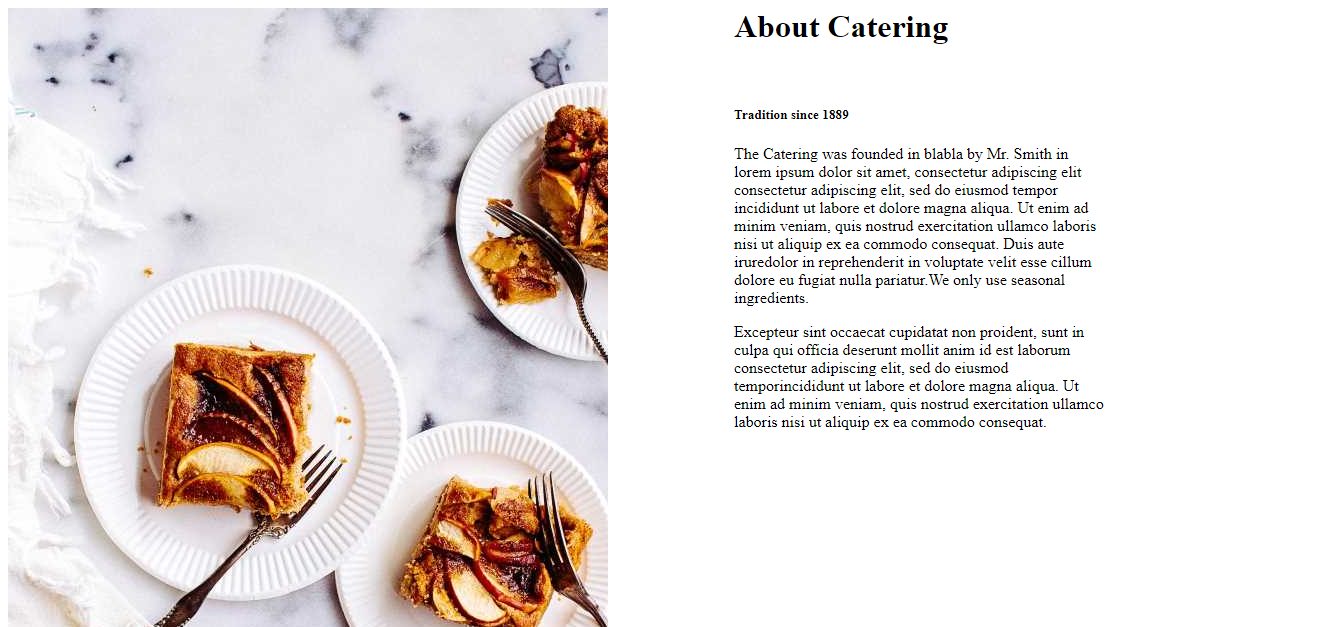 About Catering
Tradition since 1889
The Catering was founded in blabla by Mr. Smith in
lorem ipsum dolor sit amet, consectetur adipiscing elit
consectetur adipiscing elit, sed do eiusmod tempor
incididunt ut labore et dolore magna aliqua. Ut enim ad
minim veniam, quis nostrud exercitation ullamco laboris
nisi ut aliquip ex ea commodo consequat. Duis aute
iruredolor in reprehenderit in voluptate velit esse cillum
dolore eu fugiat nulla pariatur.We only use seasonal
ingredients.
Excepteur sint occaecat cupidatat non proident, sunt in
culpa qui officia deserunt mollit anim id est laborum
consectetur adipiscing elit, sed do eiusmod
temporincididunt ut labore et dolore magna aliqua. Ut
enim ad minim veniam, quis nostrud exercitation ullamco
laboris nisi ut aliquip ex ea commodo consequat.